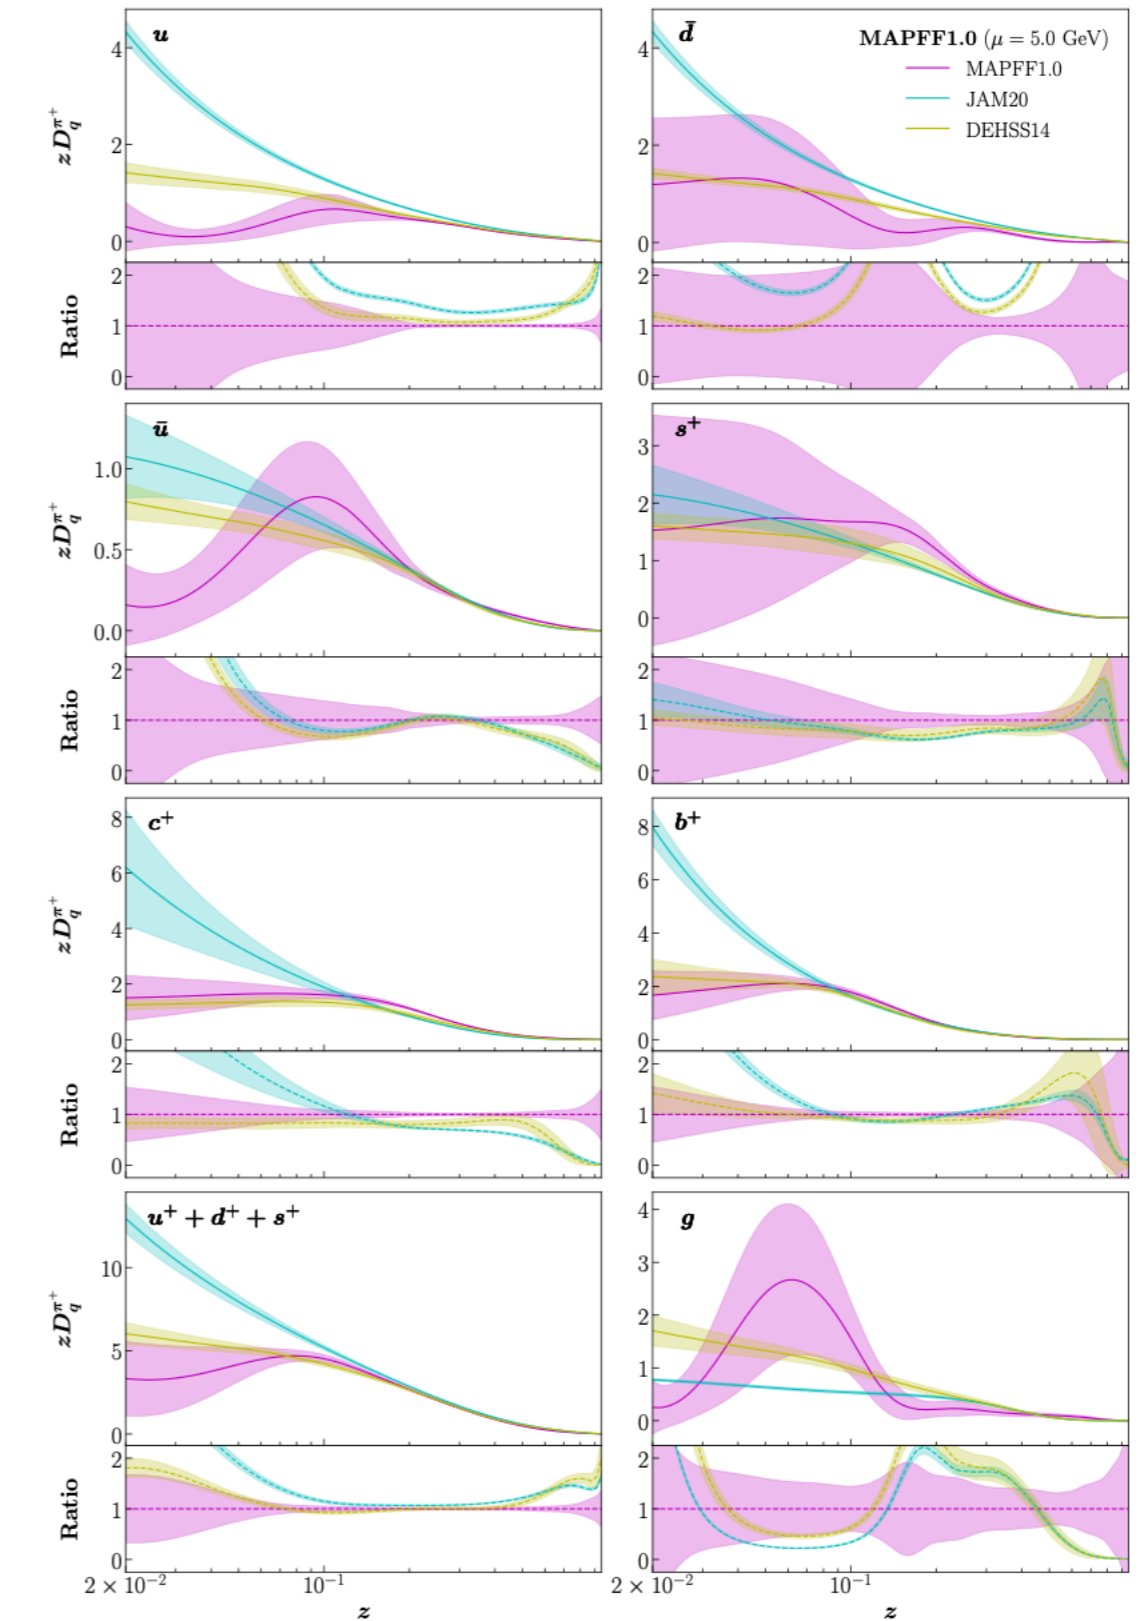 u
d̄
MAPFF1.0 (μ = 5.0 GeV)
MAPFF1.0
JAM20
DEHSS14
zD_q^{π^+}
4
2
0
4
2
0
Ratio
2
1
0
2
1
0
ū
s^+
zD_q^{π^+}
1.0
0.5
0.0
3
2
1
0
Ratio
2
1
0
2
1
0
c^+
b^+
zD_q^{π^+}
8
6
4
2
0
8
6
4
2
0
Ratio
2
1
0
2
1
0
u^+ + d^+ + s^+
g
zD_q^{π^+}
10
5
0
4
3
2
1
0
Ratio
2
1
0
2
1
0
2 × 10^{−2}
10^{−1}
2 × 10^{−2}
10^{−1}
z
z